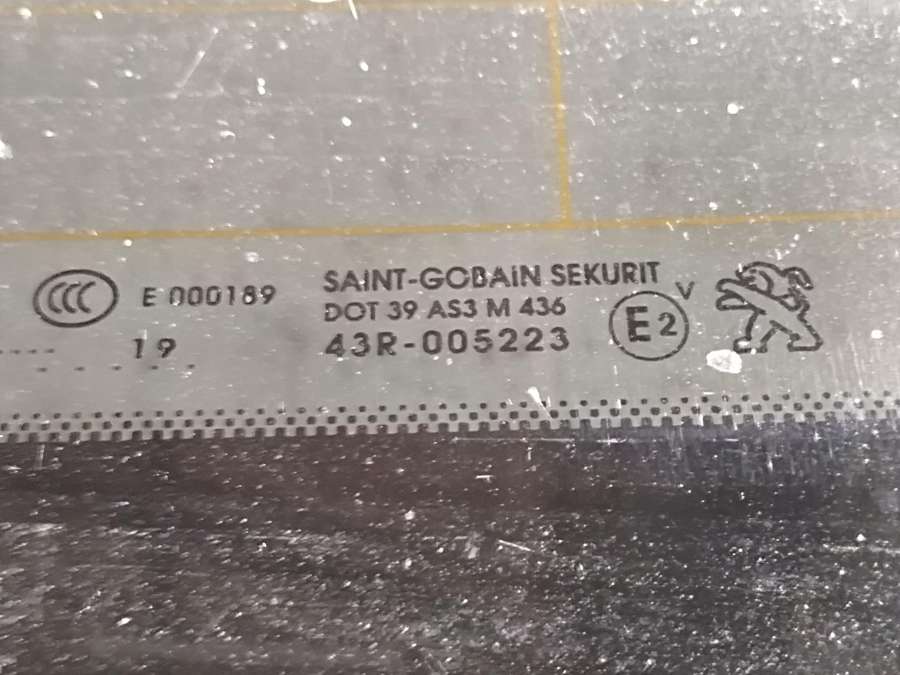 CCC E 000189
19
SAINT-GOBAIN SEKURIT
DOT 39 AS3 M 436
43R-005223
E2 V